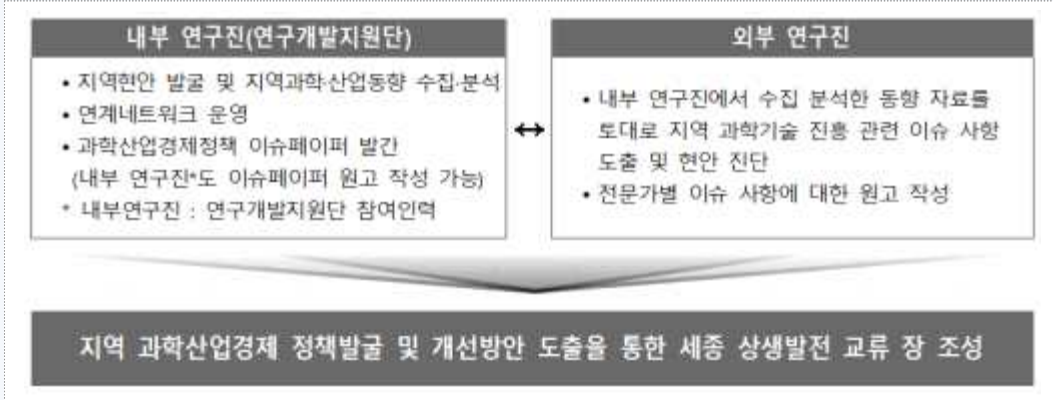 내부 연구진(연구개발지원단)
• 지역현안 발굴 및 지역과학·산업동향 수집·분석
• 연계네트워크 운영
• 과학산업경제정책 이슈페이퍼 발간
(내부 연구진*도 이슈페이퍼 원고 작성 가능)
* 내부연구진 : 연구개발지원단 참여인력
↔
외부 연구진
• 내부 연구진에서 수집 분석한 동향 자료를
토대로 지역 과학기술 진흥 관련 이슈 사항
도출 및 현안 진단
• 전문가별 이슈 사항에 대한 원고 작성
지역 과학산업경제 정책발굴 및 개선방안 도출을 통한 세종 상생발전 교류 장 조성